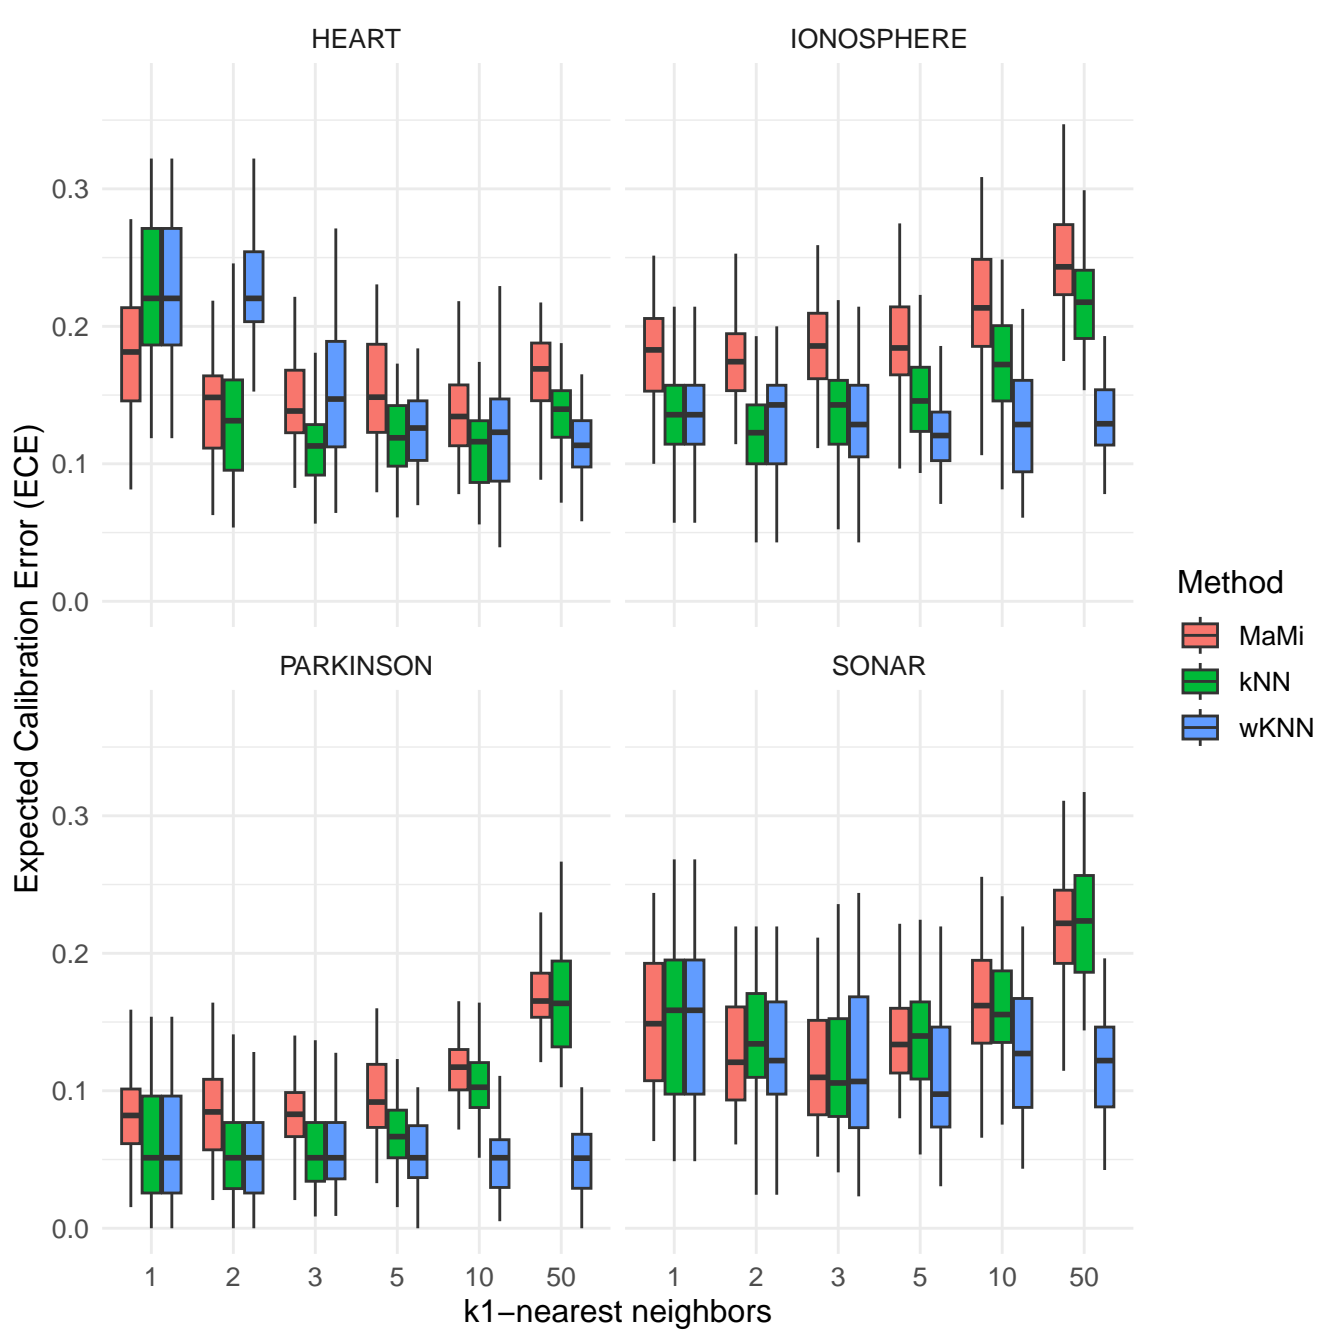 HEART
IONOSPHERE
0.3
0.2
0.1
0.0
Expected Calibration Error (ECE)
PARKINSON
SONAR
0.3
0.2
0.1
0.0
1 2 3 5 10 50
1 2 3 5 10 50
k1−nearest neighbors
Method
MaMi
kNN
wKNN